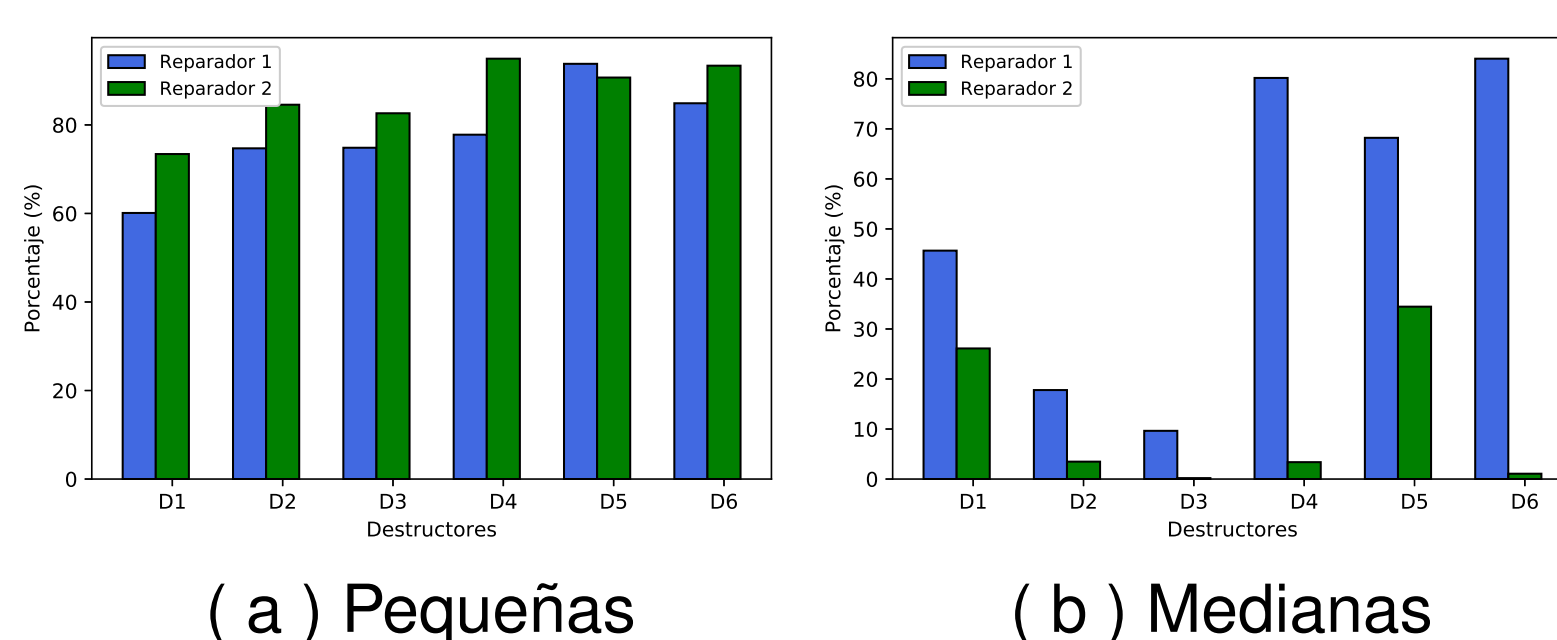 Reparador 1
Reparador 2
Porcentaje (%)
80
60
40
20
0
D1 D2 D3 D4 D5 D6
Destructores
( a ) Pequeñas
Reparador 1
Reparador 2
Porcentaje (%)
80
70
60
50
40
30
20
10
0
D1 D2 D3 D4 D5 D6
Destructores
( b ) Medianas